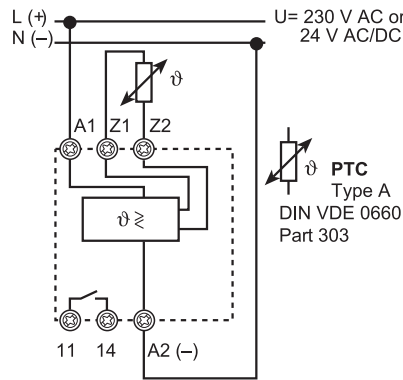 L (+)
U= 230 V AC or
N (–)
24 V AC/DC
ϑ
A1 Z1 Z2
ϑ PTC
Type A
DIN VDE 0660
Part 303
ϑ ≷
11 14 A2 (–)